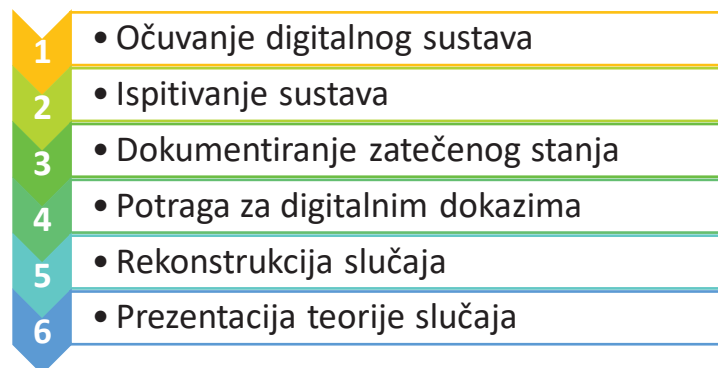 1 • Očuvanje digitalnog sustava
2 • Ispitivanje sustava
3 • Dokumentiranje zatečenog stanja
4 • Potraga za digitalnim dokazima
5 • Rekonstrukcija slučaja
6 • Prezentacija teorije slučaja